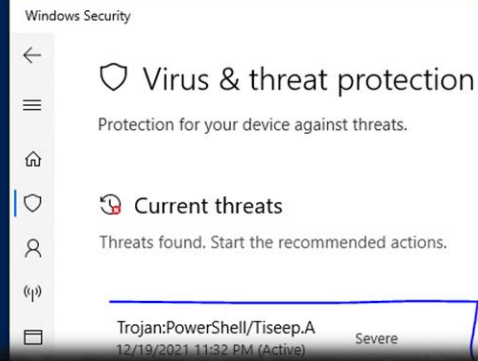 Windows Security
Virus & threat protection
Protection for your device against threats.
Current threats
Threats found. Start the recommended actions.
Trojan:PowerShell/Tiseep.A
Severe
12/19/2021 11:32 PM (Active)